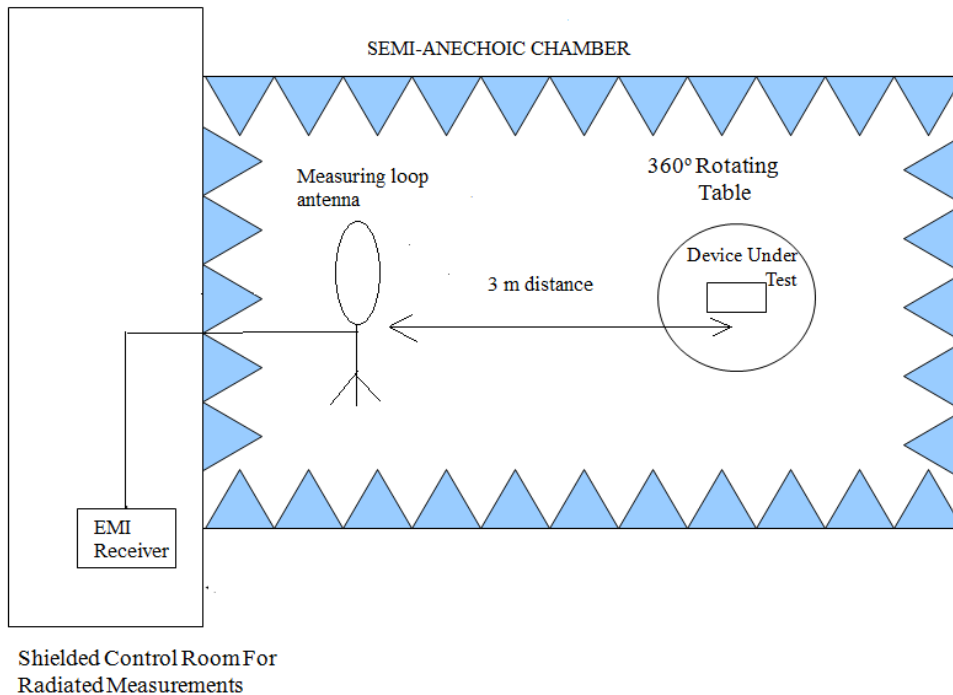 SEMI-ANECHOIC CHAMBER
Measuring loop
antenna
360º Rotating
Table
Device Under
Test
3 m distance
EMI
Receiver
Shielded Control Room For
Radiated Measurements